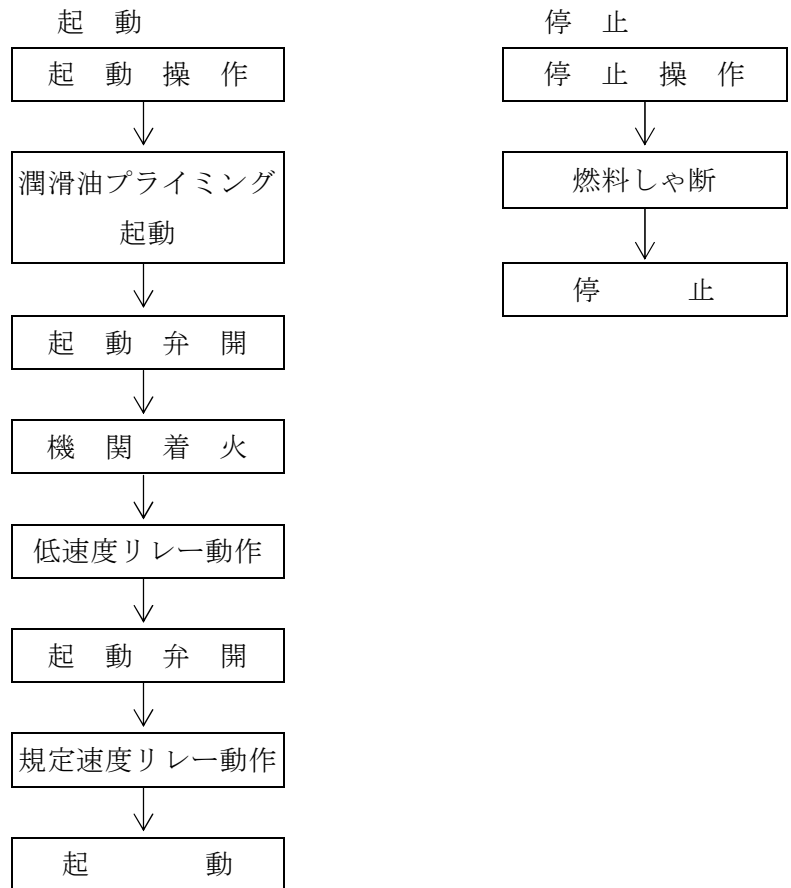 起動
起動操作
潤滑油プライミング
起動
起動弁開
機関着火
低速度リレー動作
起動弁開
規定速度リレー動作
起動
停止
停止操作
燃料しゃ断
停止